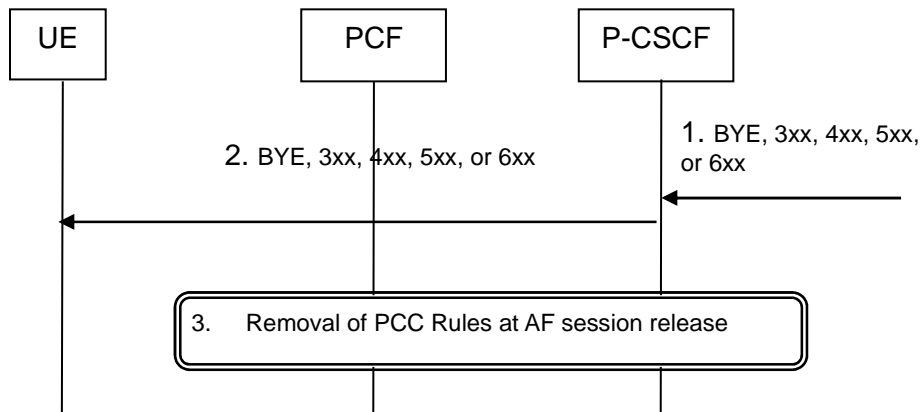 UE
PCF
P-CSCF
1. BYE, 3xx, 4xx, 5xx,
or 6xx
2. BYE, 3xx, 4xx, 5xx, or 6xx
3. Removal of PCC Rules at AF session release